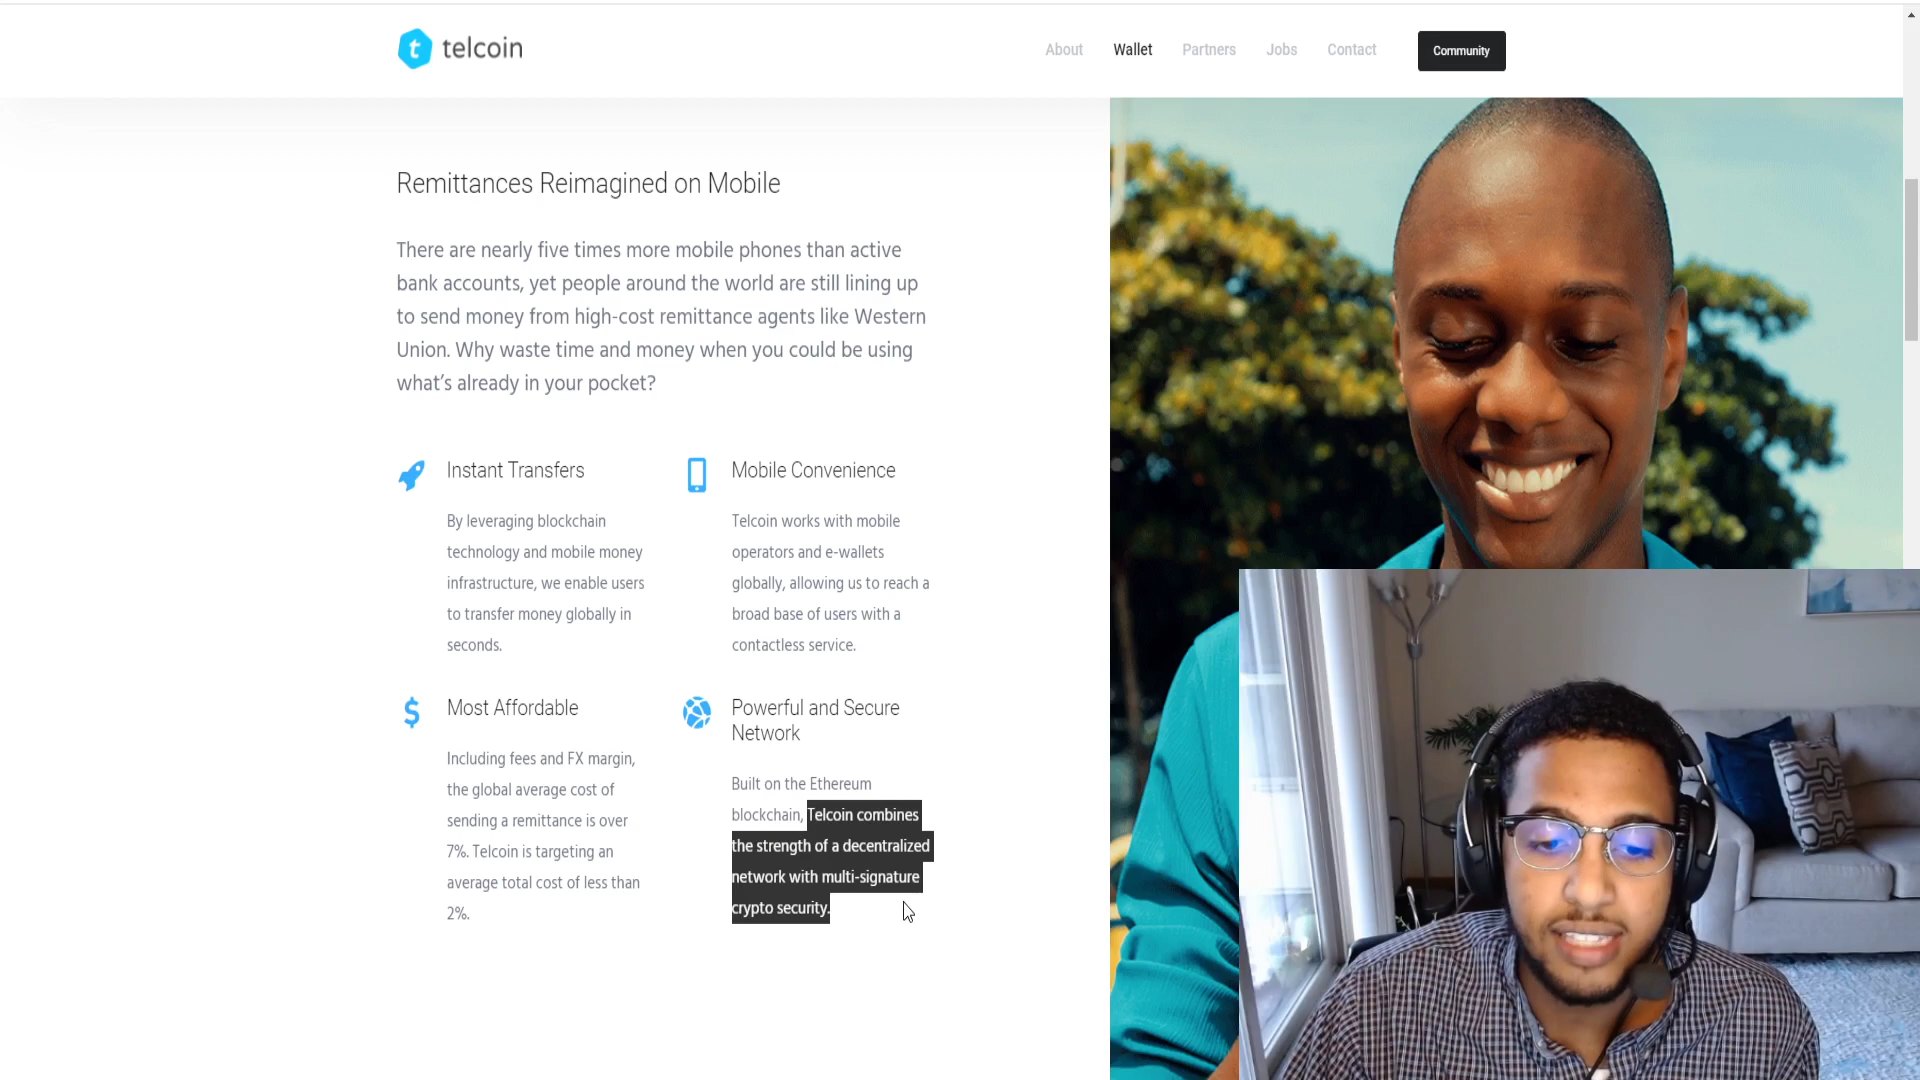 telcoin
About Wallet Partners Jobs Contact Community
Remittances Reimagined on Mobile
There are nearly five times more mobile phones than active
bank accounts, yet people around the world are still lining up
to send money from high-cost remittance agents like Western
Union. Why waste time and money when you could be using
what’s already in your pocket?
Instant Transfers
By leveraging blockchain
technology and mobile money
infrastructure, we enable users
to transfer money globally in
seconds.
Mobile Convenience
Telcoin works with mobile
operators and e-wallets
globally, allowing us to reach a
broad base of users with a
contactless service.
Most Affordable
Including fees and FX margin,
the global average cost of
sending a remittance is over
7%. Telcoin is targeting an
average total cost of less than
2%.
Powerful and Secure
Network
Built on the Ethereum
blockchain, Telcoin combines
the strength of a decentralized
network with multi-signature
crypto security.